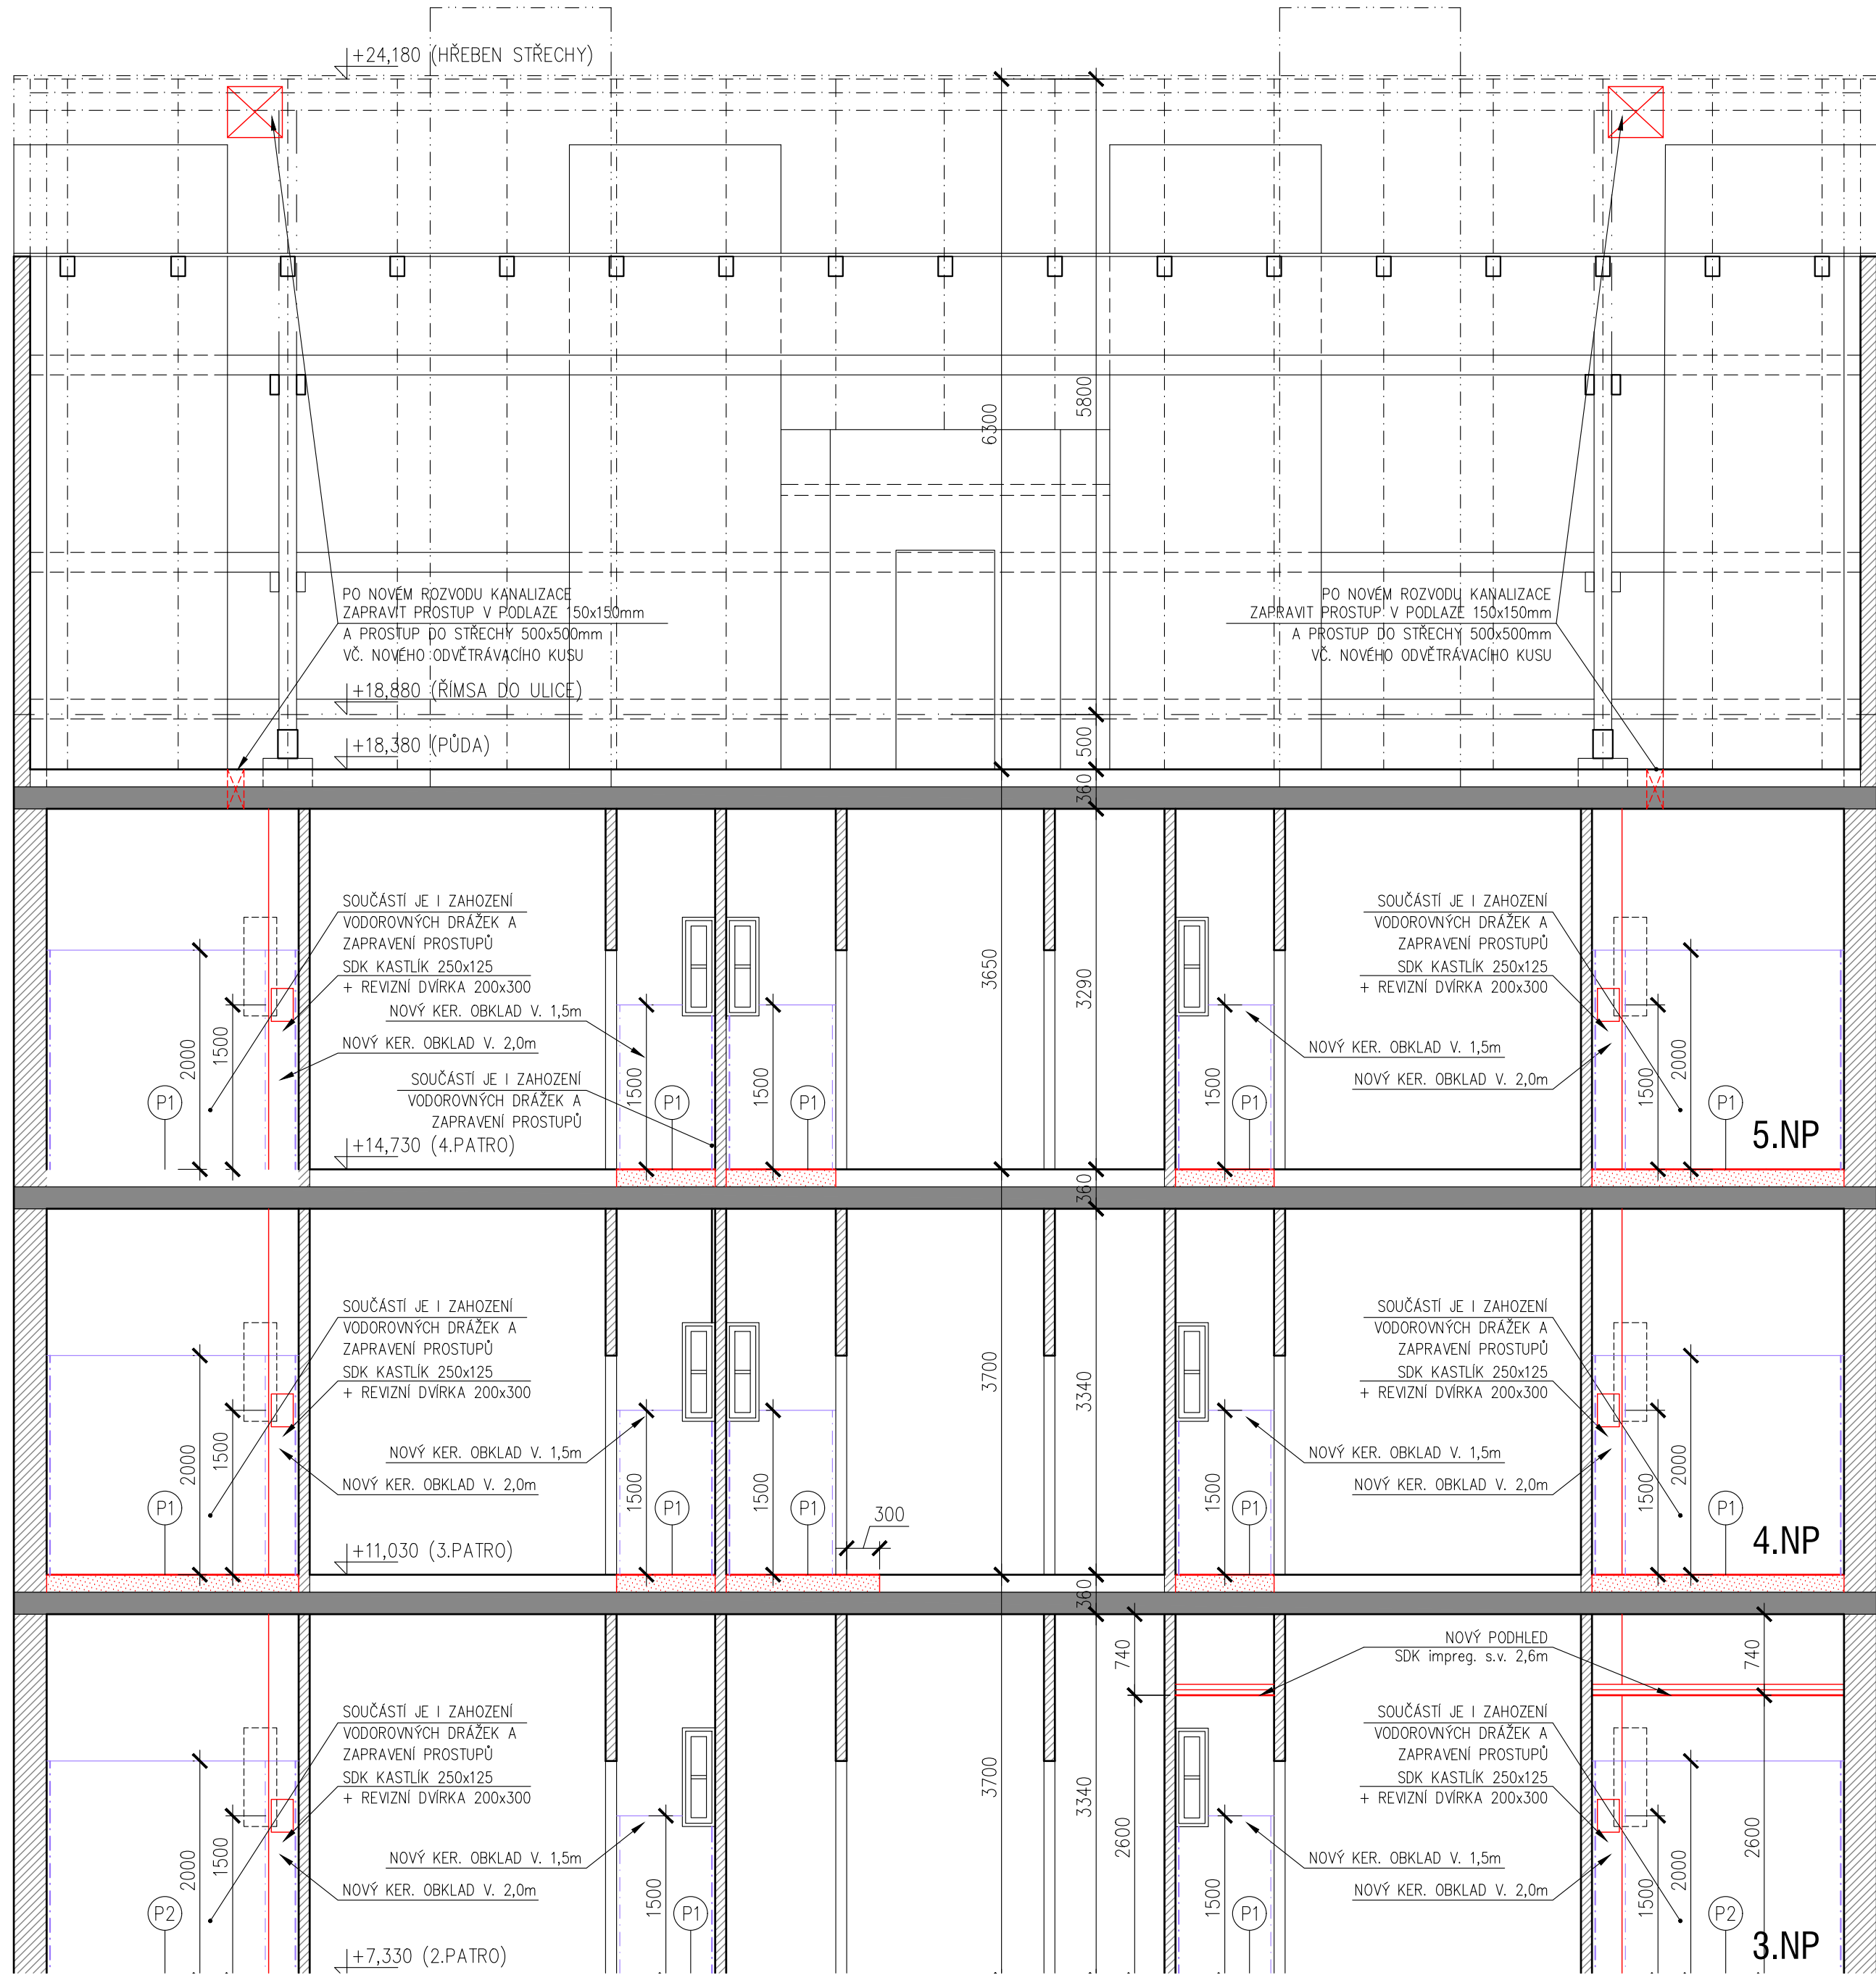 +24,180 (HŘEBEN STŘECHY)
6300
5800
PO NOVÉM ROZVODU KANALIZACE
ZAPRAVIT PROSTUP V PODLAZE 150x150mm
A PROSTUP DO STŘECHY 500x500mm
VČ. NOVÉHO ODVĚTRÁVACÍHO KUSU
PO NOVÉM ROZVODU KANALIZACE
ZAPRAVIT PROSTUP V PODLAZE 150x150mm
A PROSTUP DO STŘECHY 500x500mm
VČ. NOVÉHO ODVĚTRÁVACÍHO KUSU
+18,880 (ŘÍMSA DO ULICE)
+18,380 (PŮDA)
500
360
SOUČÁSTÍ JE I ZAHOZENÍ
VODOROVNÝCH DRÁŽEK A
ZAPRAVENÍ PROSTUPŮ
SDK KASTLÍK 250x125
+ REVIZNÍ DVÍRKA 200x300
NOVÝ KER. OBKLAD V. 1,5m
NOVÝ KER. OBKLAD V. 2,0m
SOUČÁSTÍ JE I ZAHOZENÍ
VODOROVNÝCH DRÁŽEK A
ZAPRAVENÍ PROSTUPŮ
+14,730 (4.PATRO)
2000
1500
P1
1500
P1
1500
P1
3650
3290
1500
P1
SOUČÁSTÍ JE I ZAHOZENÍ
VODOROVNÝCH DRÁŽEK A
ZAPRAVENÍ PROSTUPŮ
SDK KASTLÍK 250x125
+ REVIZNÍ DVÍRKA 200x300
NOVÝ KER. OBKLAD V. 1,5m
NOVÝ KER. OBKLAD V. 2,0m
1500
2000
P1
5.NP
360
SOUČÁSTÍ JE I ZAHOZENÍ
VODOROVNÝCH DRÁŽEK A
ZAPRAVENÍ PROSTUPŮ
SDK KASTLÍK 250x125
+ REVIZNÍ DVÍRKA 200x300
NOVÝ KER. OBKLAD V. 1,5m
NOVÝ KER. OBKLAD V. 2,0m
+11,030 (3.PATRO)
2000
1500
P1
1500
P1
1500
P1
300
3700
3340
1500
P1
SOUČÁSTÍ JE I ZAHOZENÍ
VODOROVNÝCH DRÁŽEK A
ZAPRAVENÍ PROSTUPŮ
SDK KASTLÍK 250x125
+ REVIZNÍ DVÍRKA 200x300
NOVÝ KER. OBKLAD V. 1,5m
NOVÝ KER. OBKLAD V. 2,0m
1500
2000
P1
4.NP
360
740
NOVÝ PODHLED
SDK impreg. s.v. 2,6m
740
SOUČÁSTÍ JE I ZAHOZENÍ
VODOROVNÝCH DRÁŽEK A
ZAPRAVENÍ PROSTUPŮ
SDK KASTLÍK 250x125
+ REVIZNÍ DVÍRKA 200x300
NOVÝ KER. OBKLAD V. 1,5m
NOVÝ KER. OBKLAD V. 2,0m
+7,330 (2.PATRO)
2000
1500
P2
1500
P1
3700
3340
2600
1500
P1
SOUČÁSTÍ JE I ZAHOZENÍ
VODOROVNÝCH DRÁŽEK A
ZAPRAVENÍ PROSTUPŮ
SDK KASTLÍK 250x125
+ REVIZNÍ DVÍRKA 200x300
NOVÝ KER. OBKLAD V. 1,5m
NOVÝ KER. OBKLAD V. 2,0m
1500
2000
P2
2600
3.NP